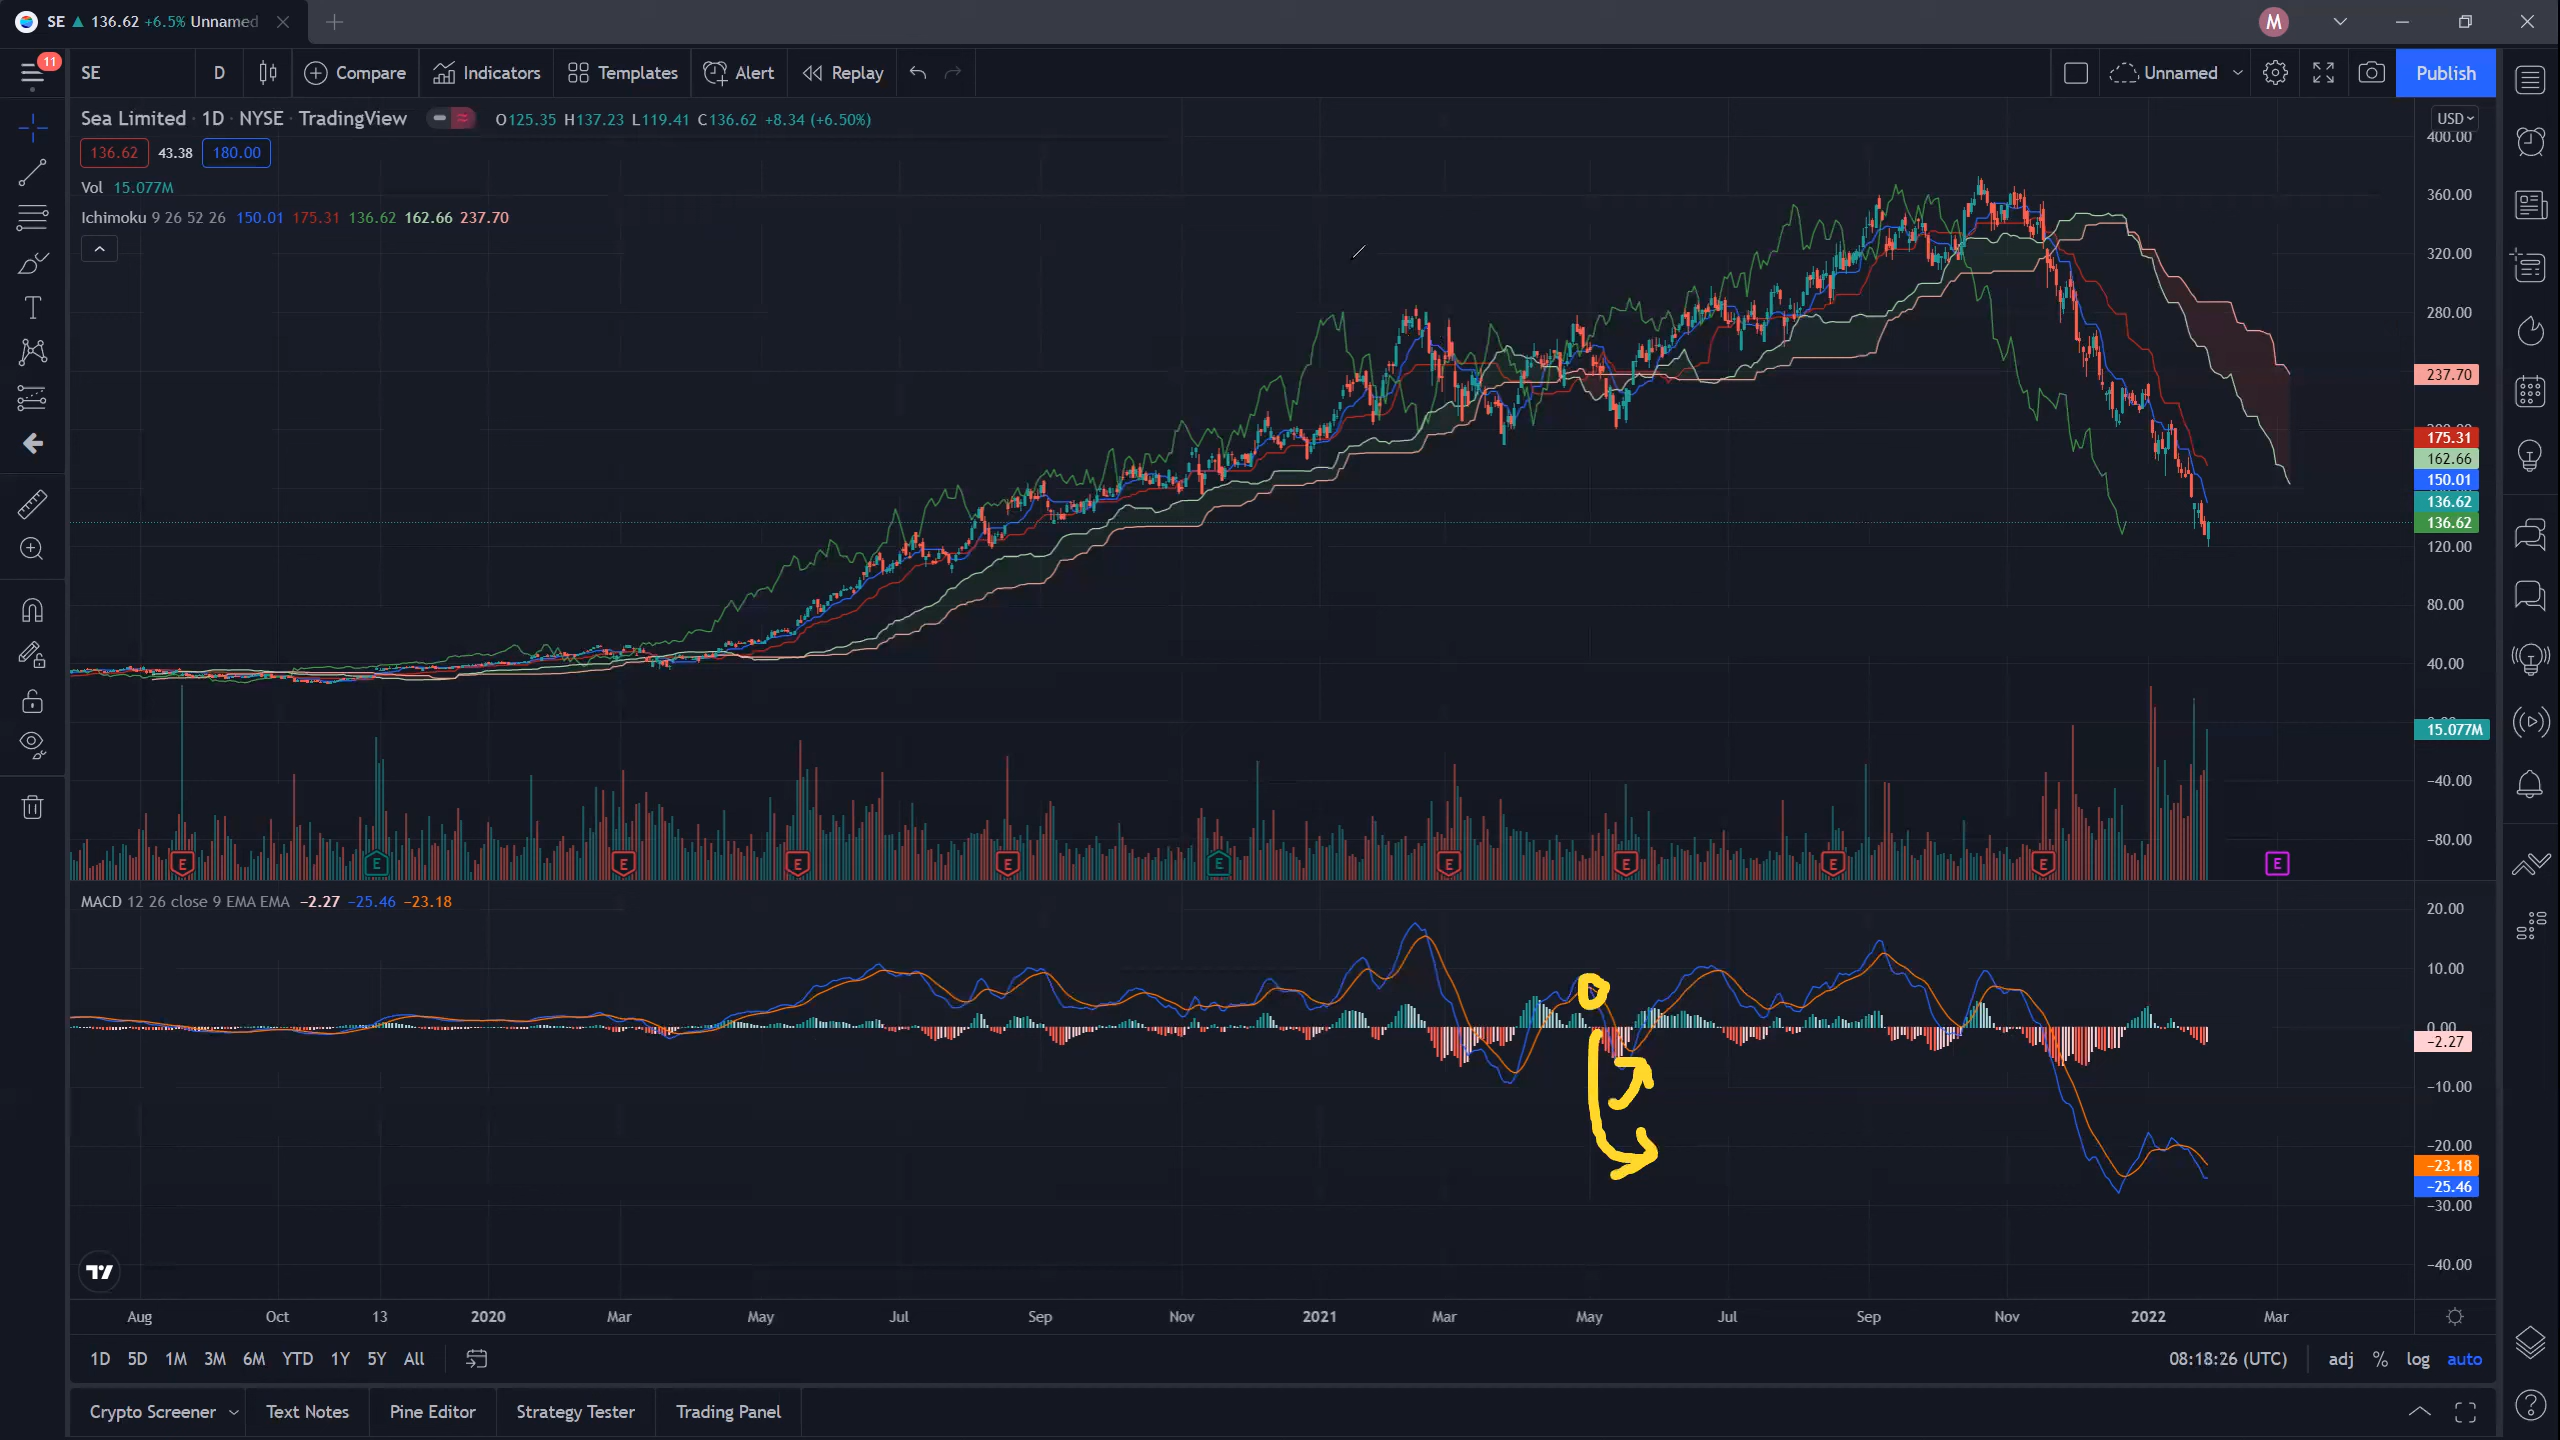 SE ▲ 136.62 +6.5% Unnamed
M
11
SE D Compare Indicators Templates Alert Replay Unnamed Publish
Sea Limited · 1D · NYSE · TradingView O125.35 H137.23 L119.41 C136.62 +8.34 (+6.50%)
USD
136.62 43.38 180.00
Vol 15.077M
Ichimoku 9 26 52 26 150.01 175.31 136.62 162.66 237.70
400.00
360.00
320.00
280.00
237.70
175.31
162.66
150.01
136.62
136.62
120.00
80.00
40.00
15.077M
−40.00
−80.00
E E E E E E E E E E E
MACD 12 26 close 9 EMA EMA −2.27 −25.46 −23.18
20.00
10.00
0.00
−2.27
−10.00
−20.00
−23.18
−25.46
−30.00
−40.00
Aug Oct 13 2020 Mar May Jul Sep Nov 2021 Mar May Jul Sep Nov 2022 Mar
1D 5D 1M 3M 6M YTD 1Y 5Y All 08:18:26 (UTC) adj % log auto
Crypto Screener Text Notes Pine Editor Strategy Tester Trading Panel